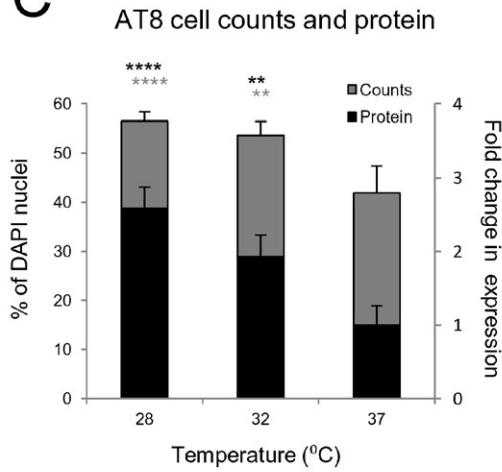 C
AT8 cell counts and protein
**** **
**** **
Counts
Protein
60
50
40
30
20
10
0
% of DAPI nuclei
4
3
2
1
0
Fold change in expression
28 32 37
Temperature (⁰C)